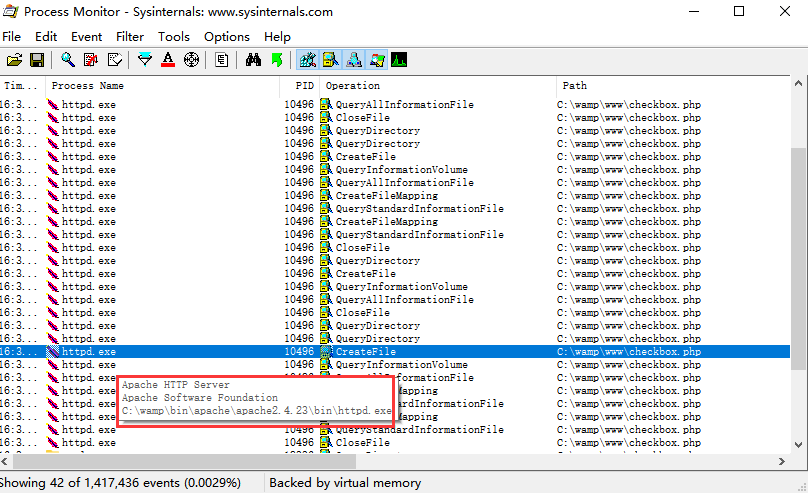 Process Monitor - Sysinternals: www.sysinternals.com
File Edit Event Filter Tools Options Help
Tim... Process Name PID Operation Path
16:3... httpd.exe 10496 QueryAllInformationFile C:\wamp\www\checkbox.php
16:3... httpd.exe 10496 CloseFile C:\wamp\www\checkbox.php
16:3... httpd.exe 10496 QueryDirectory C:\wamp\www\checkbox.php
16:3... httpd.exe 10496 QueryDirectory C:\wamp\www\checkbox.php
16:3... httpd.exe 10496 CreateFile C:\wamp\www\checkbox.php
16:3... httpd.exe 10496 QueryInformationVolume C:\wamp\www\checkbox.php
16:3... httpd.exe 10496 QueryAllInformationFile C:\wamp\www\checkbox.php
16:3... httpd.exe 10496 CreateFileMapping C:\wamp\www\checkbox.php
16:3... httpd.exe 10496 QueryStandardInformationFile C:\wamp\www\checkbox.php
16:3... httpd.exe 10496 CreateFileMapping C:\wamp\www\checkbox.php
16:3... httpd.exe 10496 QueryStandardInformationFile C:\wamp\www\checkbox.php
16:3... httpd.exe 10496 CloseFile C:\wamp\www\checkbox.php
16:3... httpd.exe 10496 QueryDirectory C:\wamp\www\checkbox.php
16:3... httpd.exe 10496 CreateFile C:\wamp\www\checkbox.php
16:3... httpd.exe 10496 QueryInformationVolume C:\wamp\www\checkbox.php
16:3... httpd.exe 10496 QueryAllInformationFile C:\wamp\www\checkbox.php
16:3... httpd.exe 10496 CloseFile C:\wamp\www\checkbox.php
16:3... httpd.exe 10496 QueryDirectory C:\wamp\www\checkbox.php
16:3... httpd.exe 10496 QueryDirectory C:\wamp\www\checkbox.php
16:3... httpd.exe 10496 CreateFile C:\wamp\www\checkbox.php
16:3... httpd.exe 10496 QueryInformationVolume C:\wamp\www\checkbox.php
16:3... httpd.exe InformationFile C:\wamp\www\checkbox.php
Apache HTTP Server
16:3... httpd.exe apping C:\wamp\www\checkbox.php
Apache Software Foundation
16:3... httpd.exe dardInformationFile C:\wamp\www\checkbox.php
C:\wamp\bin\apache\apache2.4.23\bin\httpd.exe
16:3... httpd.exe apping C:\wamp\www\checkbox.php
16:3... httpd.exe 10496 QueryStandardInformationFile C:\wamp\www\checkbox.php
16:3... httpd.exe 10496 CloseFile C:\wamp\www\checkbox.php
Showing 42 of 1,417,436 events (0.0029%) Backed by virtual memory